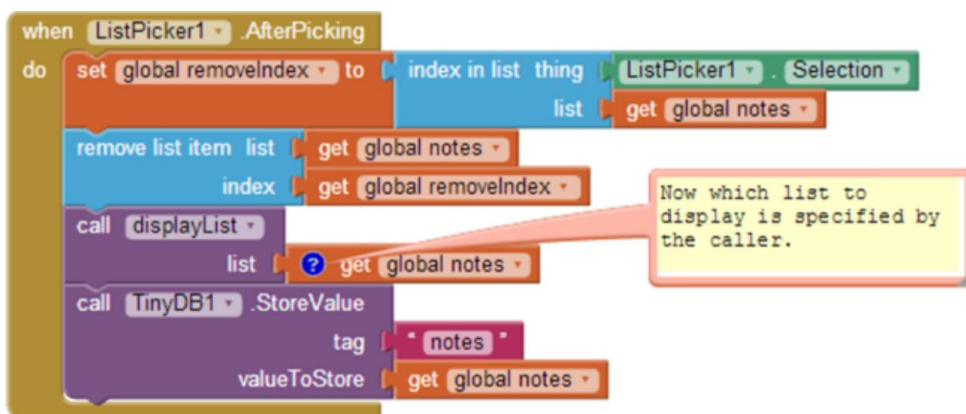 when ListPicker1 .AfterPicking
do set global removeIndex to index in list thing ListPicker1 . Selection
list get global notes
remove list item list get global notes
index get global removeIndex
Now which list to
display is specified by
the caller.
call displayList
list ? get global notes
call TinyDB1 .StoreValue
tag " notes "
valueToStore get global notes